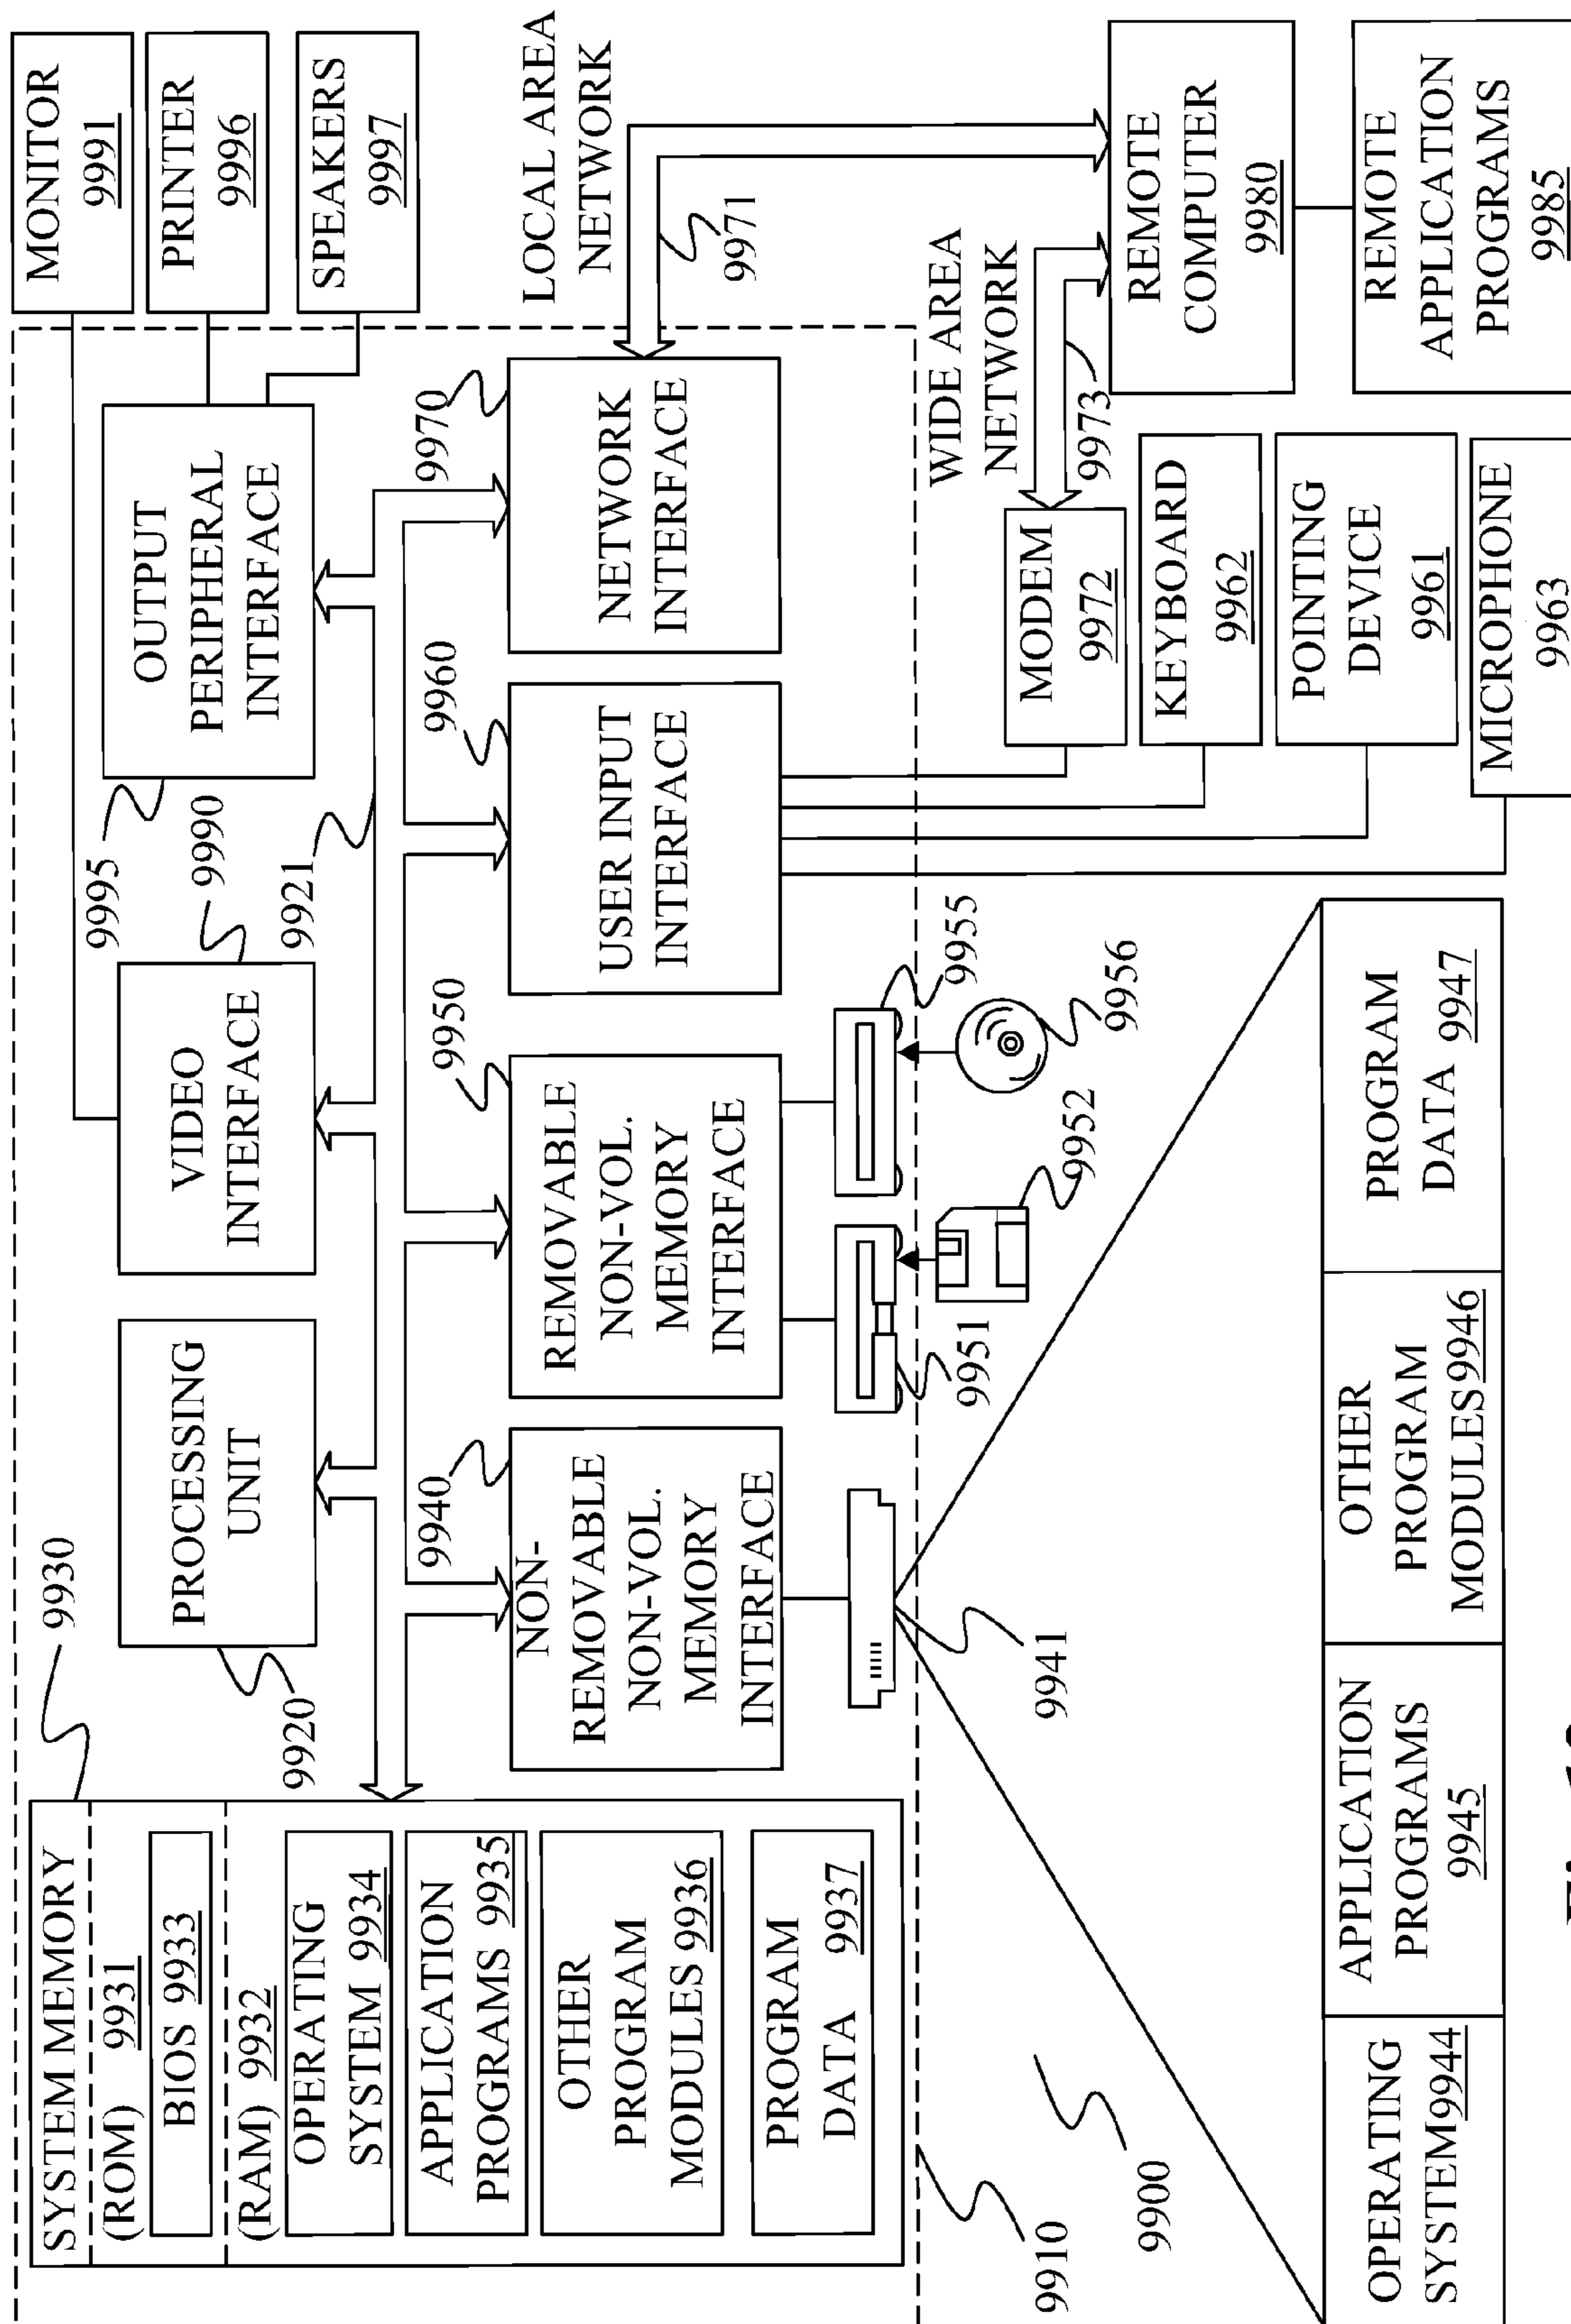 SYSTEM MEMORY
(ROM) 9931
BIOS 9933
(RAM) 9932
OPERATING
SYSTEM 9934
APPLICATION
PROGRAMS 9935
OTHER
PROGRAM
MODULES 9936
PROGRAM
DATA 9937
9930
PROCESSING
UNIT
9920
VIDEO
INTERFACE
9990
9921
OUTPUT
PERIPHERAL
INTERFACE
9995
MONITOR
9991
PRINTER
9996
SPEAKERS
9997
9940
NON-
REMOVABLE
NON-VOL.
MEMORY
INTERFACE
9950
REMOVABLE
NON-VOL.
MEMORY
INTERFACE
9960
USER INPUT
INTERFACE
9970
NETWORK
INTERFACE
LOCAL AREA
NETWORK
9971
9941
9951
9952
9955
9956
WIDE AREA
NETWORK
9973
MODEM
9972
KEYBOARD
9962
POINTING
DEVICE
9961
MICROPHONE
9963
REMOTE
COMPUTER
9980
REMOTE
APPLICATION
PROGRAMS
9985
9910
9900
OPERATING
SYSTEM9944
APPLICATION
PROGRAMS
9945
OTHER
PROGRAM
MODULES9946
PROGRAM
DATA 9947